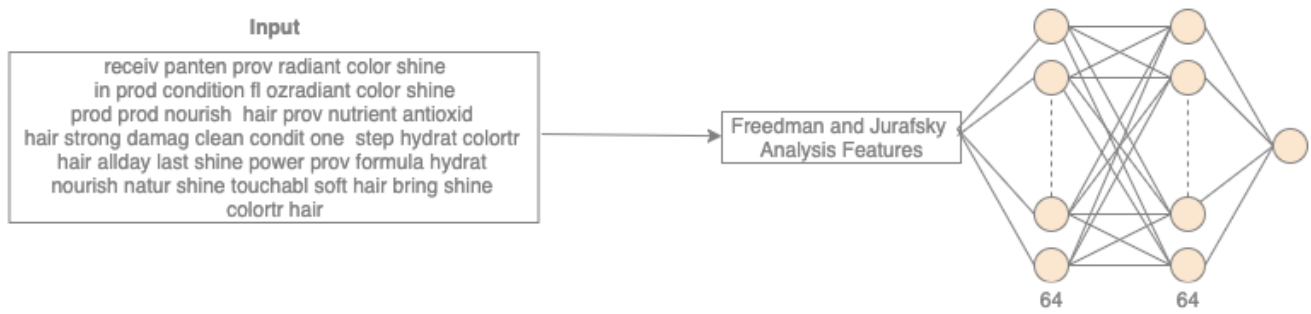 Input
receiv panten prov radiant color shine
in prod condition fl ozradiant color shine
prod prod nourish hair prov nutrient antioxid
hair strong damag clean condit one step hydrat colortr
hair allday last shine power prov formula hydrat
nourish natur shine touchabl soft hair bring shine
colortr hair
Freedman and Jurafsky
Analysis Features
64
64